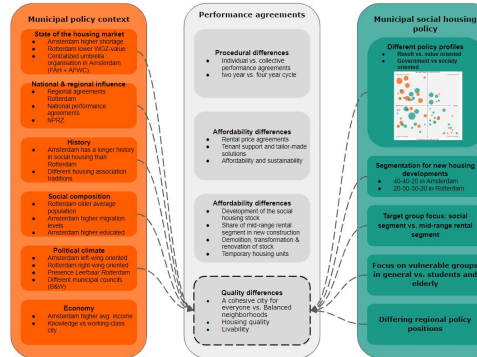 Municipal policy context
State of the housing market
Amsterdam higher shortage
Rotterdam lower WOZ-value
Centralized umbrella
organisation in Amsterdam
(FAH + AFWC)
National & regional influence
Regional agreements
Rotterdam
National performance
agreements
NPRZ
History
Amsterdam has a longer history
in social housing than
Rotterdam
Different housing association
traditions
Social composition
Rotterdam older average
population
Amsterdam higher migration
levels
Amsterdam higher educated
Political climate
Amsterdam left-wing oriented
Rotterdam right-wing oriented
Presence Leefbaar Rotterdam
Different municipal councils
(B&W)
Economy
Amsterdam higher avg. income
Knowledge vs working-class
city
Performance agreements
Procedural differences
Individual vs. collective
performance agreements
two year vs. four year cycle
Affordability differences
Rental price agreements
Tenant support and tailor-made
solutions
Affordability and sustainability
Affordability differences
Development of the social
housing stock
Share of mid-range rental
segment in new construction
Demolition, transformation &
renovation of stock
Temporary housing units
Quality differences
A cohesive city for
everyone vs. Balanced
neighborhoods
Housing quality
Livability
Municipal social housing
policy
Different policy profiles
Result vs. value oriented
Government vs society
oriented
Segmentation for new housing
developments
40-40-20 in Amsterdam
20-30-30-20 in Rotterdam
Target group focus: social
segment vs. mid-range rental
segment
Focus on vulnerable groups
in general vs. students and
elderly
Differing regional policy
positions